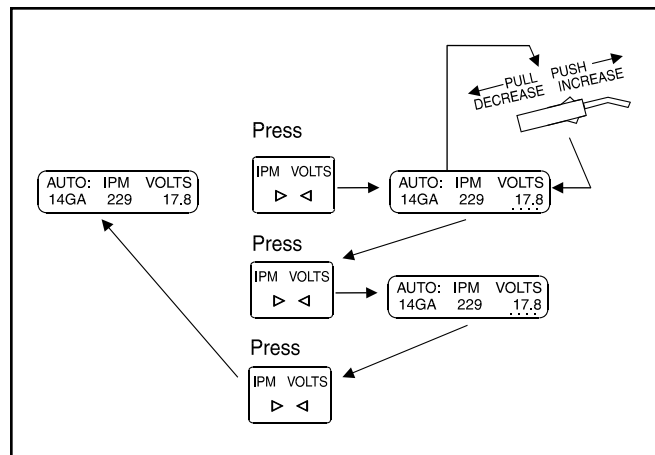 PULL PUSH
DECREASE INCREASE
Press
IPM VOLTS
AUTO: IPM VOLTS
14GA 229 17.8
AUTO: IPM VOLTS
14GA 229 17.8
Press
IPM VOLTS
AUTO: IPM VOLTS
14GA 229 17.8
Press
IPM VOLTS